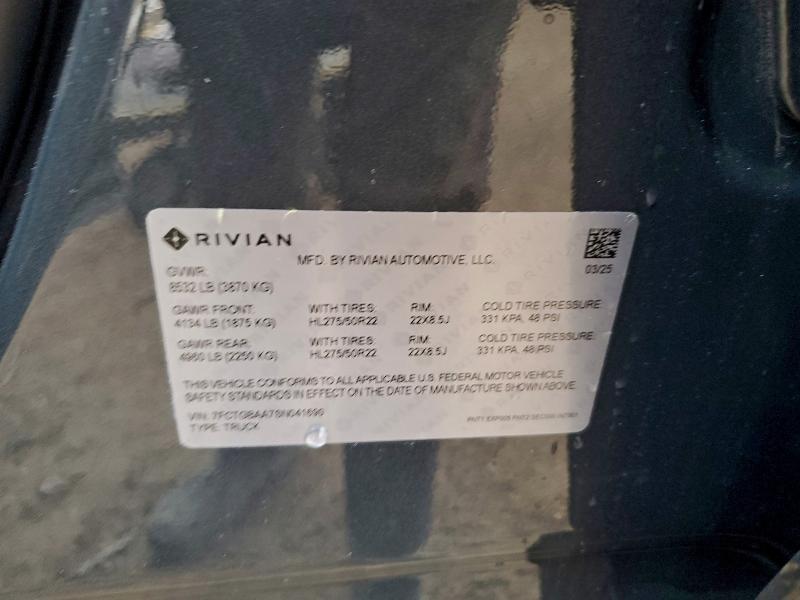 RIVIAN
MFD. BY RIVIAN AUTOMOTIVE, LLC.
03/25
GVWR:
8532 LB (3870 KG)
GAWR FRONT: WITH TIRES: RIM: COLD TIRE PRESSURE:
4134 LB (1875 KG) HL275/50R22 22X8.5J 331 KPA, 48 PSI
GAWR REAR: WITH TIRES: RIM: COLD TIRE PRESSURE:
4960 LB (2250 KG) HL275/50R22 22X8.5J 331 KPA, 48 PSI
THIS VEHICLE CONFORMS TO ALL APPLICABLE U.S. FEDERAL MOTOR VEHICLE
SAFETY STANDARDS IN EFFECT ON THE DATE OF MANUFACTURE SHOWN ABOVE.
VIN: 7FCTGBAA7SN041690
TYPE: TRUCK